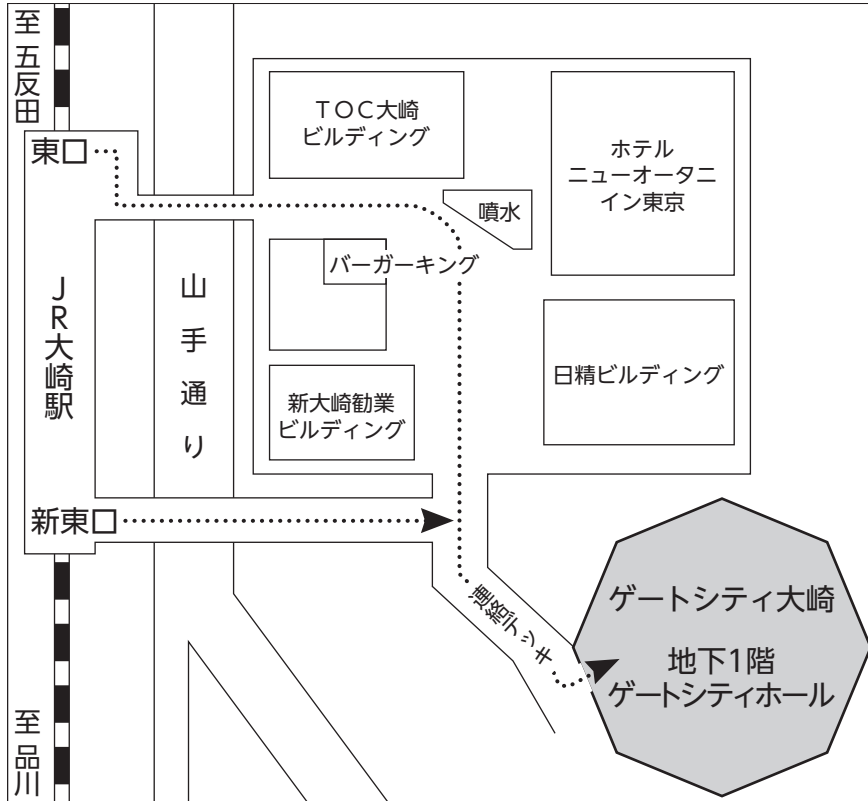 至五反田
東口
TOC大崎
ビルディング
ホテル
ニューオータニ
イン東京
噴水
バーガーキング
JR大崎駅
山手通り
新大崎勧業
ビルディング
日精ビルディング
新東口
連絡デッキ
ゲートシティ大崎
地下1階
ゲートシティホール
至品川